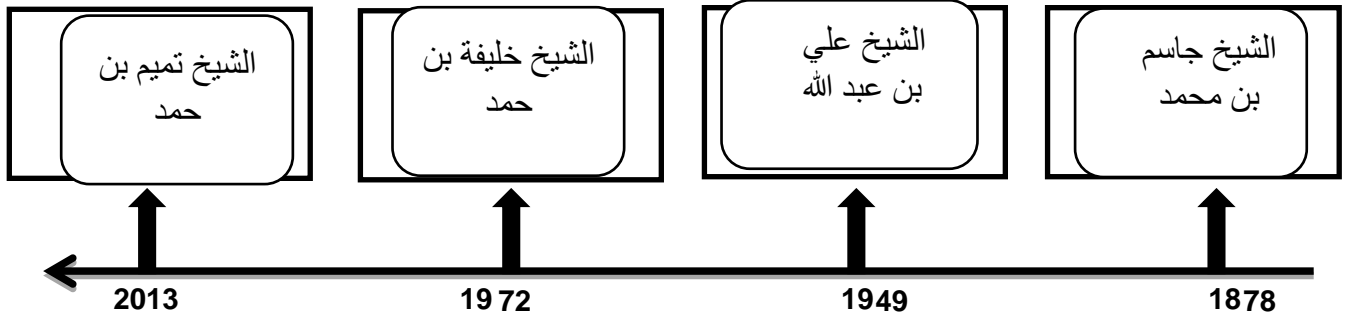 الشيخ جاسم
بن محمد
الشيخ علي
بن عبد الله
الشيخ خليفة بن
حمد
الشيخ تميم بن
حمد
1878
1949
1972
2013